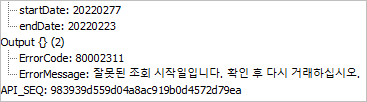 startDate: 20220277
endDate: 20220223
Output {} (2)
ErrorCode: 80002311
ErrorMessage: 잘못된 조회 시작일입니다. 확인 후 다시 거래하십시오.
API_SEQ: 983939d559d04a8ac919b0d4572d79ea